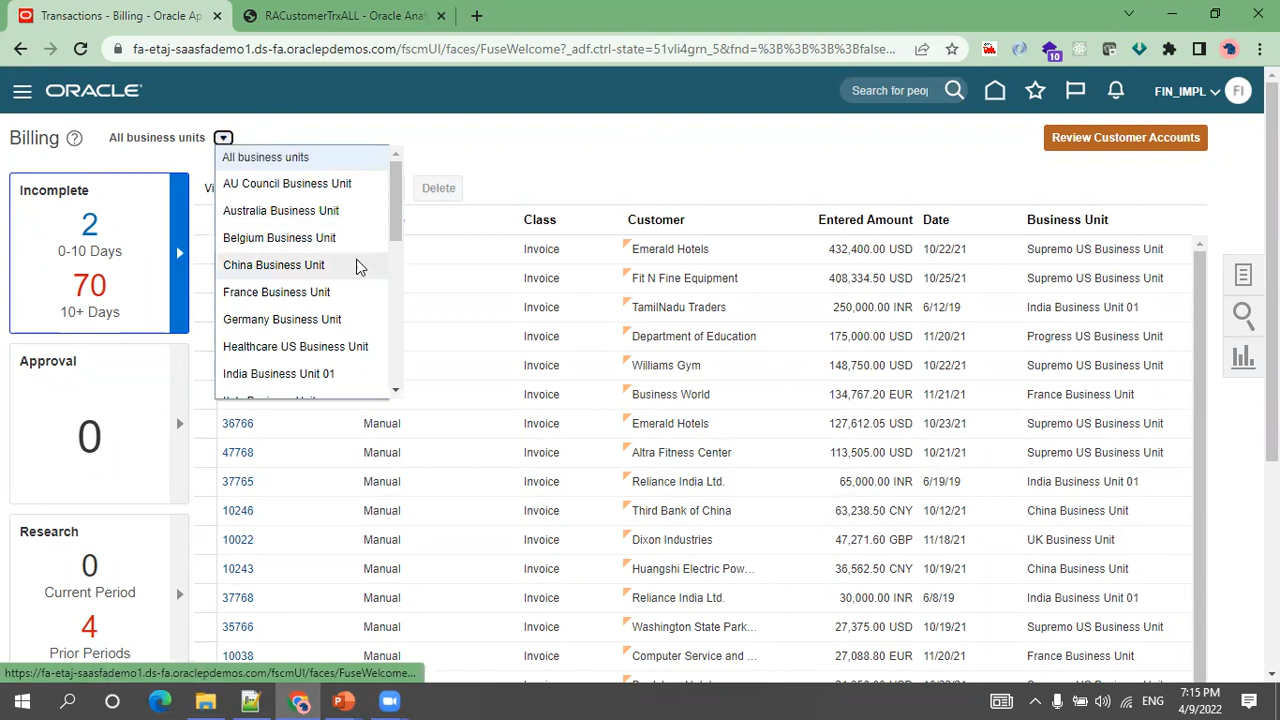 Transactions - Billing - Oracle Ap
RACustomerTrxALL - Oracle Ana
fa-etaj-saasfademo1.ds-fa.oraclepdemos.com/fscmUI/faces/FuseWelcome?_adf.ctrl-state=51vli4grn_5&fnd=%3B%3B%3B%3Bfalse...
10
ORACLE
Search for peop
FIN_IMPL
FI
Billing
All business units
Review Customer Accounts
All business units
AU Council Business Unit
Australia Business Unit
Belgium Business Unit
China Business Unit
France Business Unit
Germany Business Unit
Healthcare US Business Unit
India Business Unit 01
Incomplete
2
0-10 Days
70
10+ Days
Approval
0
Research
0
Current Period
4
Prior Periods
Delete
Class Customer Entered Amount Date Business Unit
Invoice Emerald Hotels 432,400.00 USD 10/22/21 Supremo US Business Unit
Invoice Fit N Fine Equipment 408,334.50 USD 10/25/21 Supremo US Business Unit
Invoice TamilNadu Traders 250,000.00 INR 6/12/19 India Business Unit 01
Invoice Department of Education 175,000.00 USD 11/20/21 Progress US Business Unit
Invoice Williams Gym 148,750.00 USD 10/22/21 Supremo US Business Unit
Invoice Business World 134,767.20 EUR 11/21/21 France Business Unit
36766 Manual Invoice Emerald Hotels 127,612.05 USD 10/23/21 Supremo US Business Unit
47768 Manual Invoice Altra Fitness Center 113,505.00 USD 10/21/21 Supremo US Business Unit
37765 Manual Invoice Reliance India Ltd. 65,000.00 INR 6/19/19 India Business Unit 01
10246 Manual Invoice Third Bank of China 63,238.50 CNY 10/12/21 China Business Unit
10022 Manual Invoice Dixon Industries 47,271.60 GBP 11/18/21 UK Business Unit
10243 Manual Invoice Huangshi Electric Pow... 36,562.50 CNY 10/19/21 China Business Unit
37768 Manual Invoice Reliance India Ltd. 30,000.00 INR 6/8/19 India Business Unit 01
35766 Manual Invoice Washington State Park... 27,375.00 USD 10/19/21 Supremo US Business Unit
10038 Manual Invoice Computer Service and ... 27,088.80 EUR 11/20/21 France Business Unit
https://fa-etaj-saasfademo1.ds-fa.oraclepdemos.com/fscmUI/faces/FuseWelcome...
ENG
7:15 PM
4/9/2022